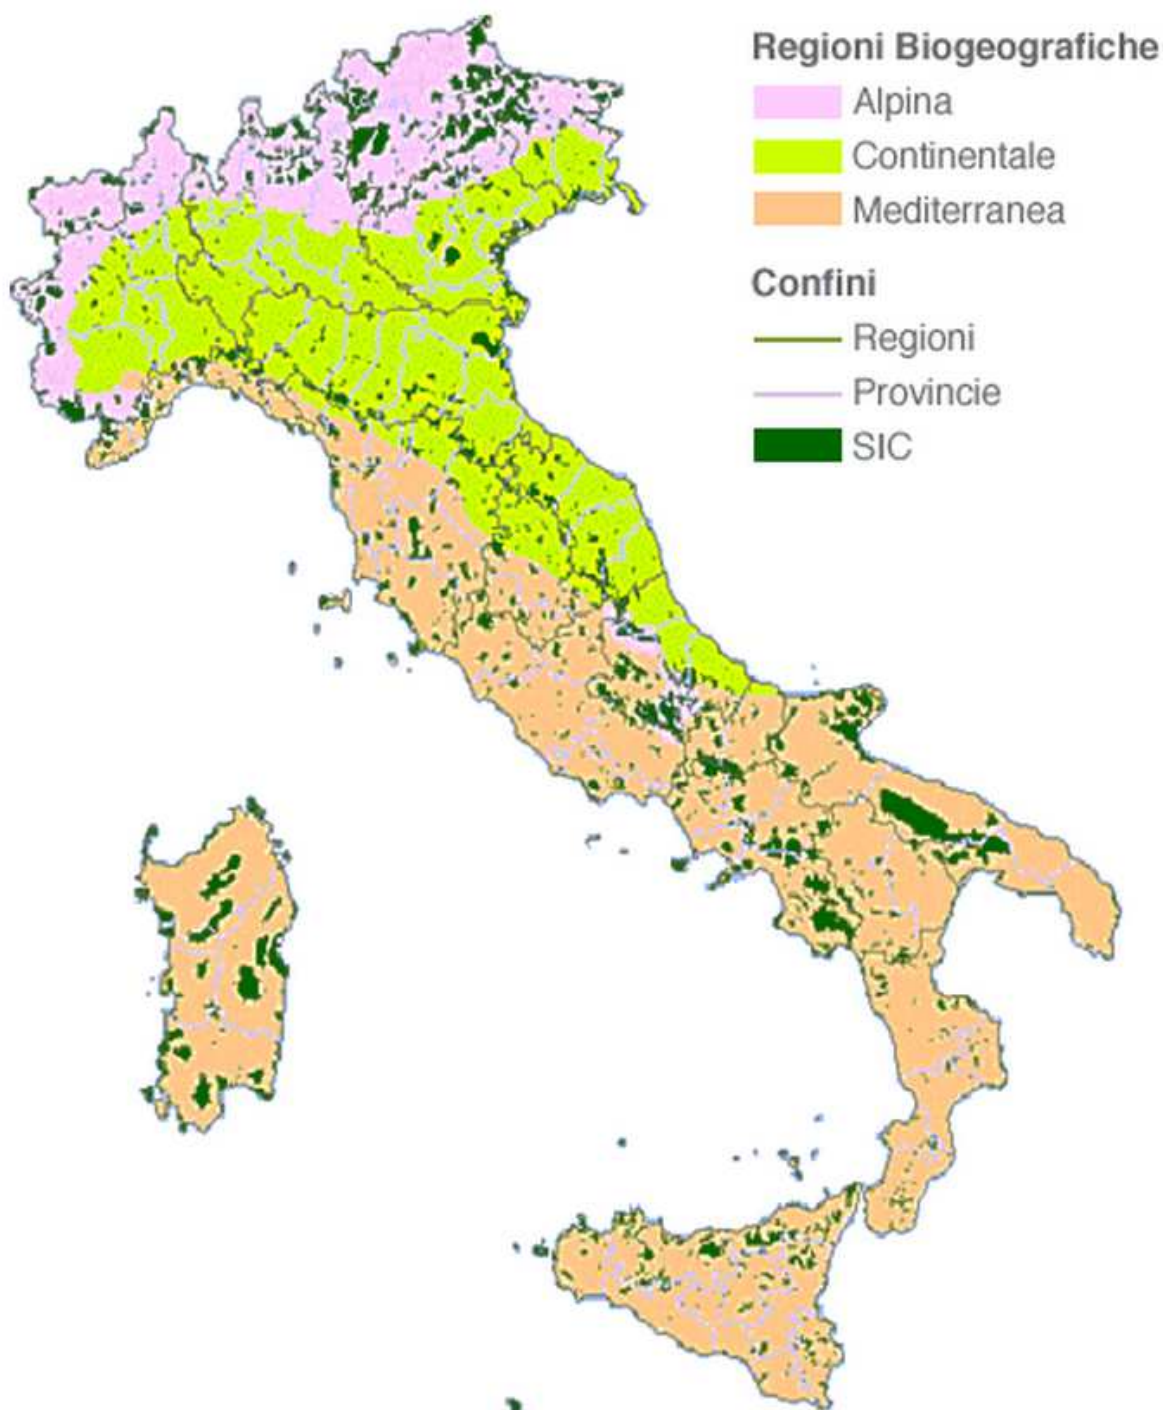 Regioni Biogeografiche
Alpina
Continentale
Mediterranea
Confini
Regioni
Provincie
SIC